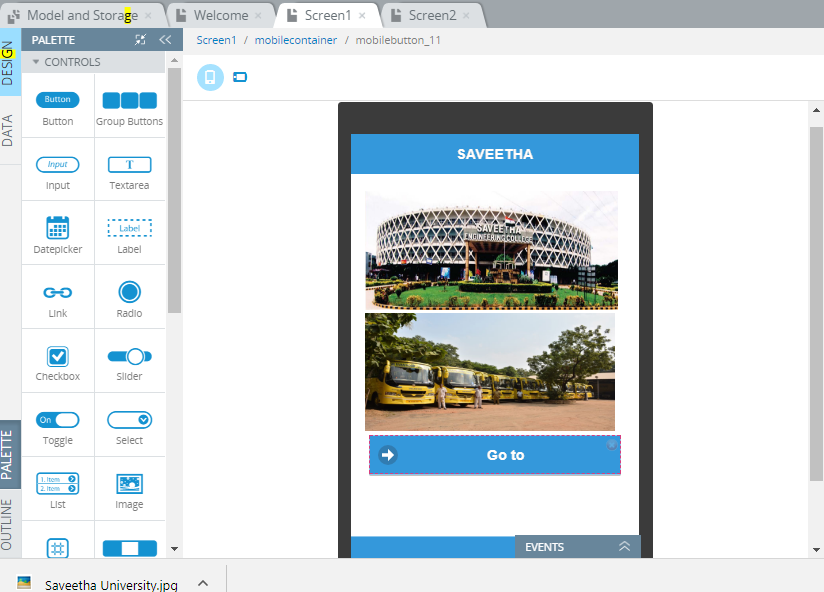 Model and Storage × Welcome × Screen1 × Screen2 ×
DESIGN
DATA
PALETTE
OUTLINE
PALETTE
CONTROLS
Button
Button Group Buttons
Input T
Input Textarea
Label
Datepicker Label
Link Radio
Checkbox Slider
On
Toggle Select
1. Item
2. Item
List Image
Screen1 / mobilecontainer / mobilebutton_11
SAVEETHA
SAVEETHA
ENGINEERING COLLEGE
Go to
EVENTS
Saveetha University.jpg